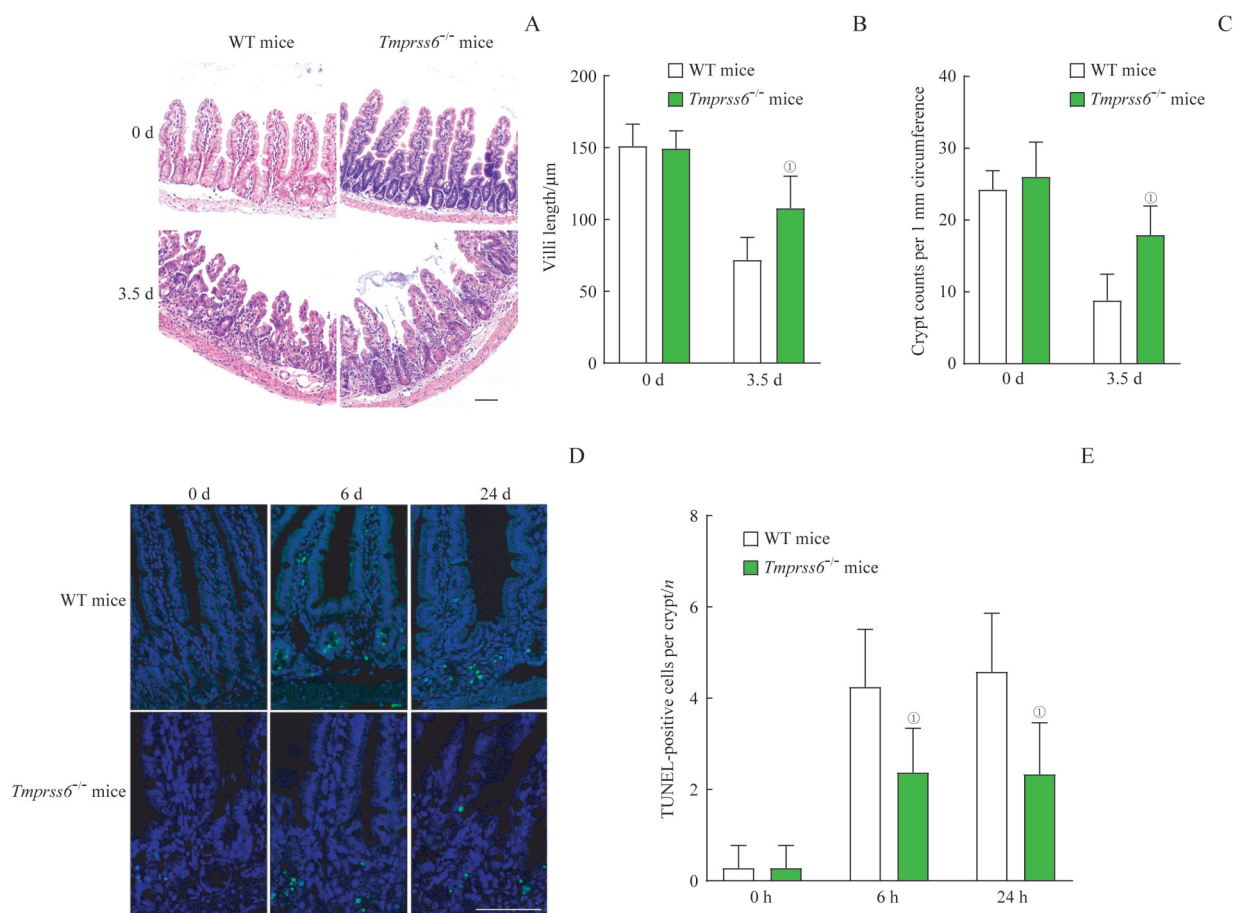 A
WT mice
Tmprss6⁻/⁻ mice
0 d
3.5 d
B
WT mice
Tmprss6⁻/⁻ mice
Villi length/µm
200
150
100
50
0
①
0 d
3.5 d
C
WT mice
Tmprss6⁻/⁻ mice
Crypt counts per 1 mm circumference
40
30
20
10
0
①
0 d
3.5 d
D
0 d
6 d
24 d
WT mice
Tmprss6⁻/⁻ mice
E
WT mice
Tmprss6⁻/⁻ mice
TUNEL-positive cells per crypt/n
8
6
4
2
0
①
①
0 h
6 h
24 h